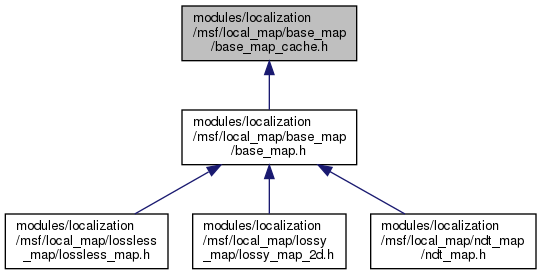 modules/localization
/msf/local_map/base_map
/base_map_cache.h
modules/localization
/msf/local_map/base_map
/base_map.h
modules/localization
/msf/local_map/lossless
_map/lossless_map.h
modules/localization
/msf/local_map/lossy
_map/lossy_map_2d.h
modules/localization
/msf/local_map/ndt_map
/ndt_map.h